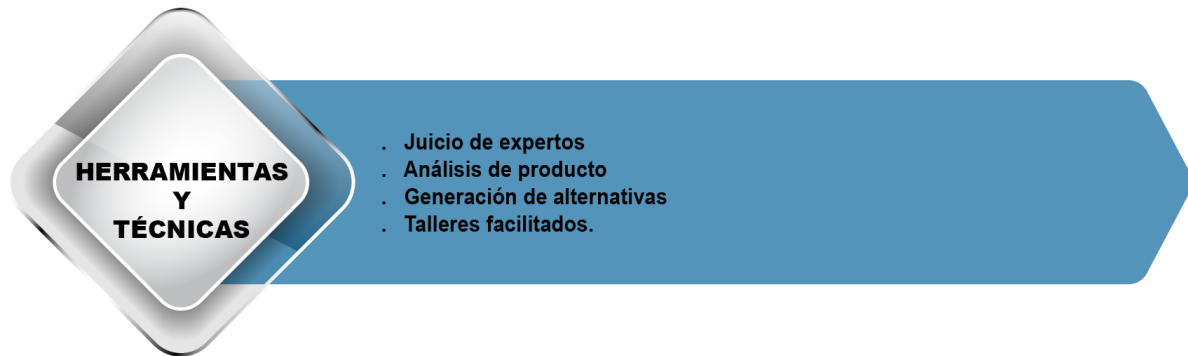 HERRAMIENTAS
Y
TÉCNICAS
. Juicio de expertos
. Análisis de producto
. Generación de alternativas
. Talleres facilitados.